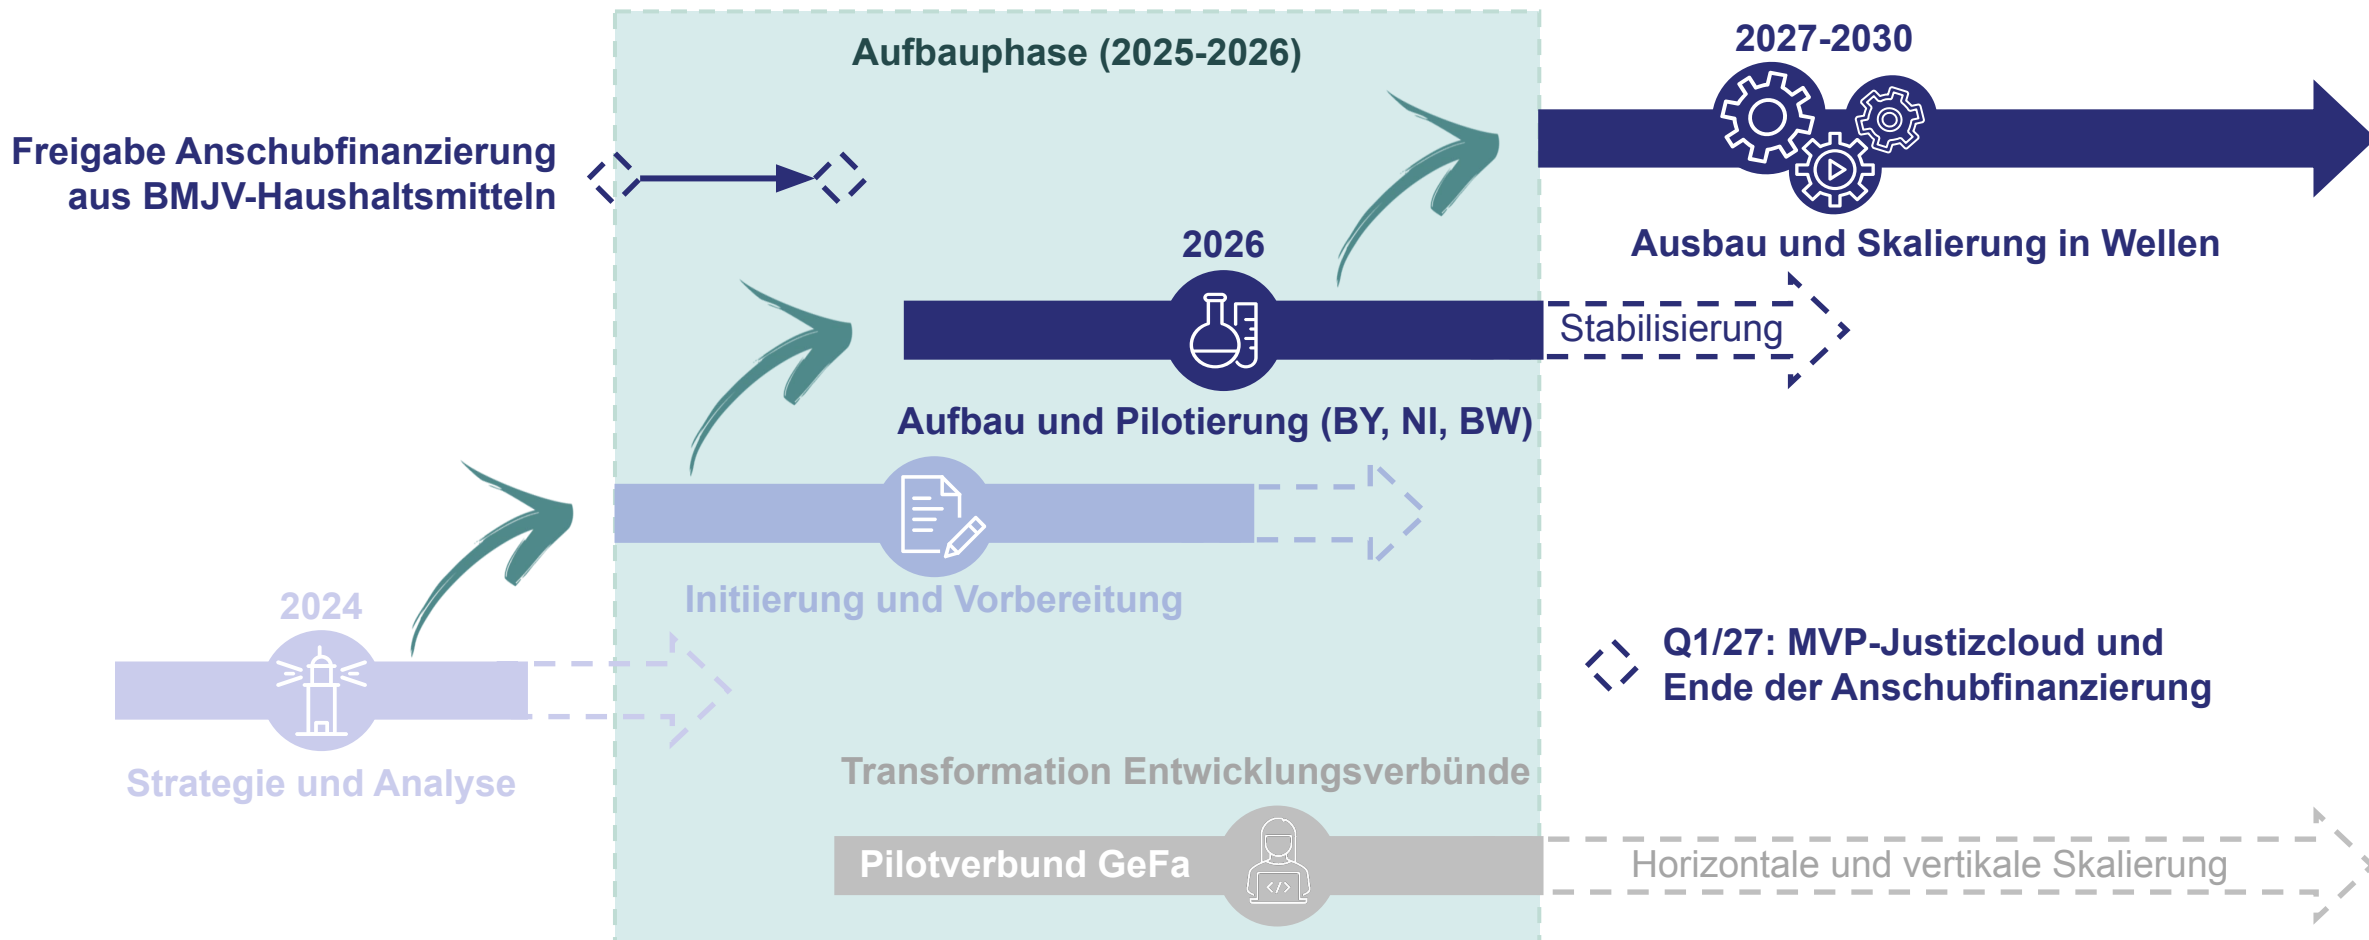 Aufbauphase (2025-2026)
2027-2030
Freigabe Anschubfinanzierung
aus BMJV-Haushaltsmitteln
2026
Ausbau und Skalierung in Wellen
Stabilisierung
Aufbau und Pilotierung (BY, NI, BW)
2024
Initiierung und Vorbereitung
Q1/27: MVP-Justizcloud und
Ende der Anschubfinanzierung
Strategie und Analyse
Transformation Entwicklungsverbünde
Pilotverbund GeFa
</>
Horizontale und vertikale Skalierung